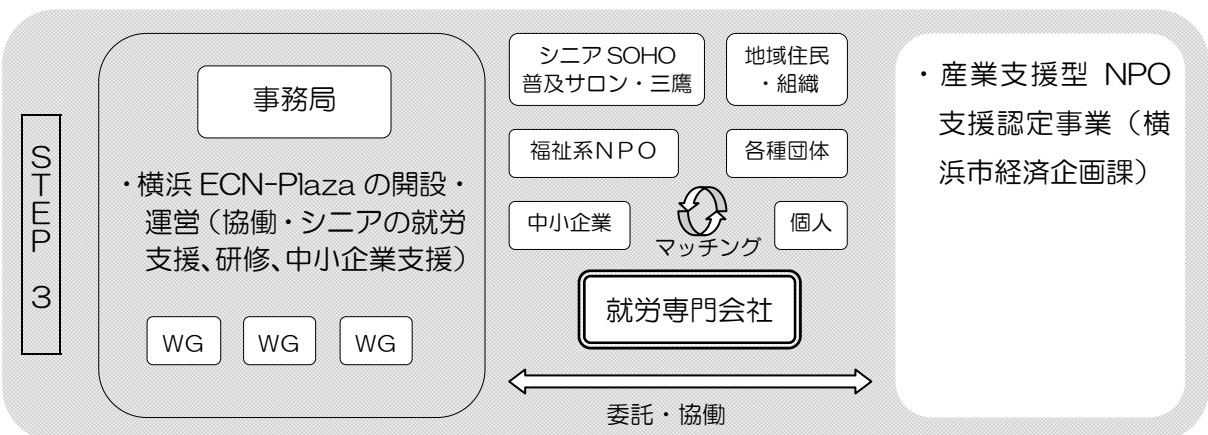 STEP 3
事務局
・横浜 ECN-Plaza の開設・
運営（協働・シニアの就労
支援、研修、中小企業支援）
WG WG WG
シニア SOHO
普及サロン・三鷹
地域住民
・組織
福祉系NPO
各種団体
中小企業
個人
マッチング
就労専門会社
委託・協働
・産業支援型 NPO
支援認定事業（横
浜市経済企画課）